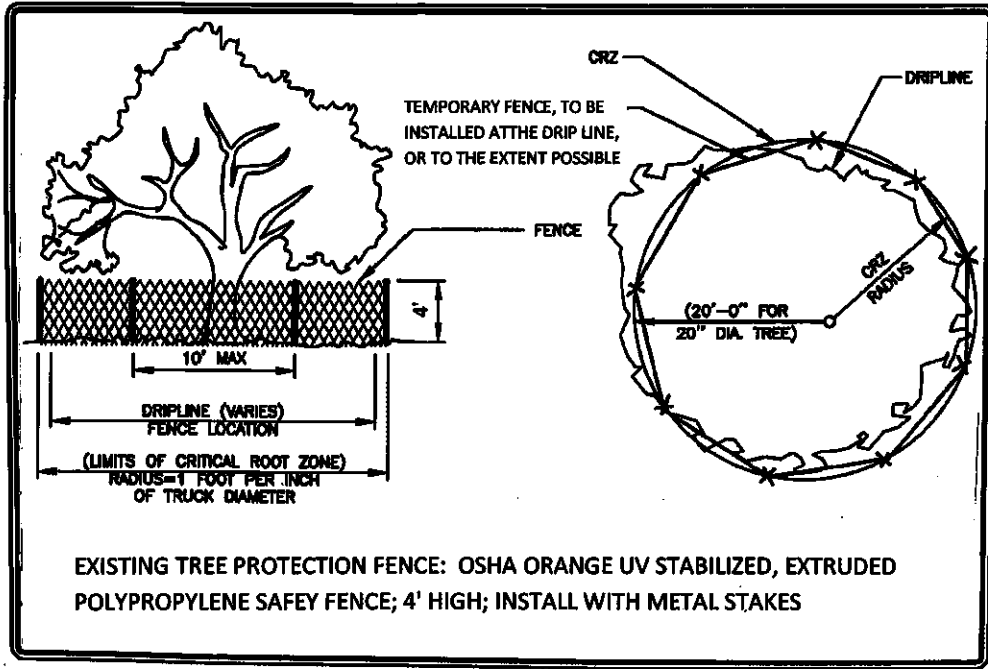 CRZ
DRIPLINE
TEMPORARY FENCE, TO BE
INSTALLED ATTHE DRIP LINE,
OR TO THE EXTENT POSSIBLE
FENCE
CRZ
RADIUS
4'
(20'-0" FOR
20" DIA. TREE)
10' MAX
DRIPLINE (VARIES)
FENCE LOCATION
(LIMITS OF CRITICAL ROOT ZONE)
RADIUS=1 FOOT PER INCH
OF TRUCK DIAMETER
EXISTING TREE PROTECTION FENCE: OSHA ORANGE UV STABILIZED, EXTRUDED
POLYPROPYLENE SAFEY FENCE; 4' HIGH; INSTALL WITH METAL STAKES